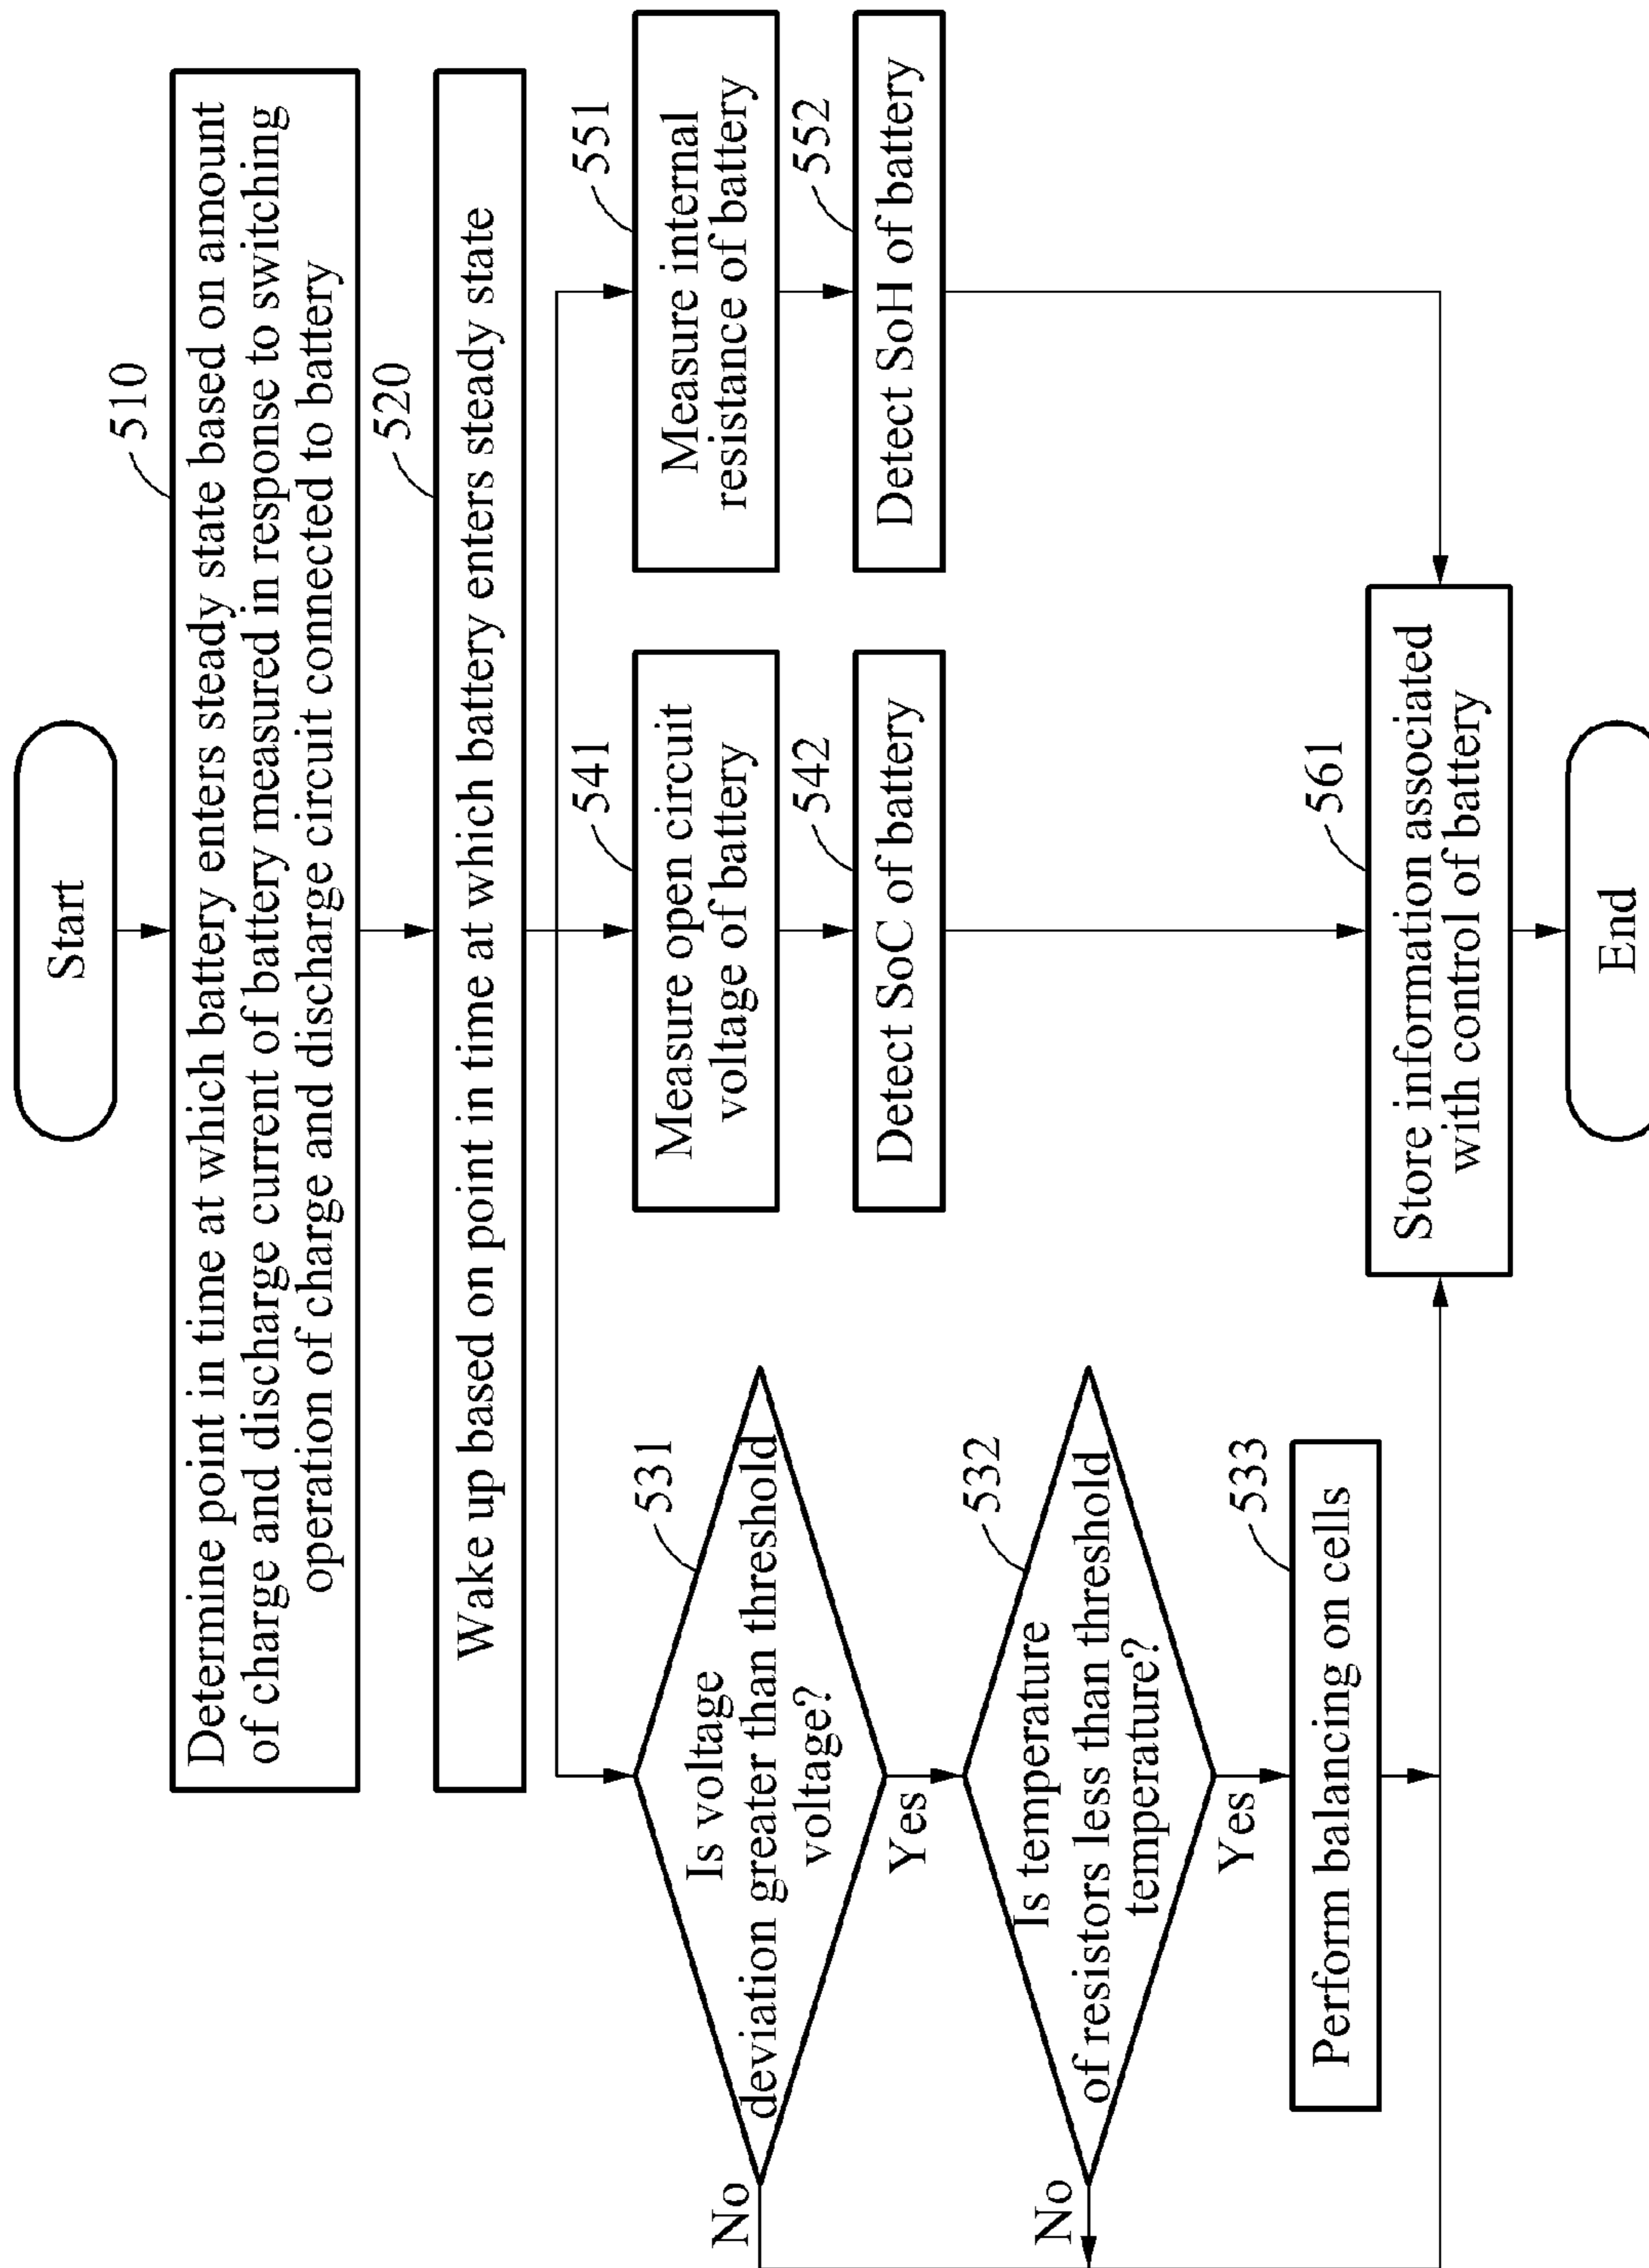 Start
510
Determine point in time at which battery enters steady state based on amount
of charge and discharge current of battery measured in response to switching
operation of charge and discharge circuit connected to battery
520
Wake up based on point in time at which battery enters steady state
531
Is voltage
deviation greater than threshold
voltage?
No
Yes
532
Is temperature
of resistors less than threshold
temperature?
No
Yes
533
Perform balancing on cells
541
Measure open circuit
voltage of battery
542
Detect SoC of battery
551
Measure internal
resistance of battery
552
Detect SoH of battery
561
Store information associated
with control of battery
End